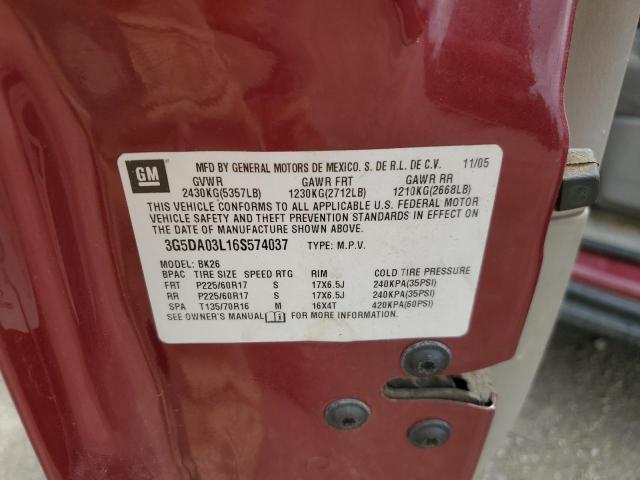 GM
MFD BY GENERAL MOTORS DE MEXICO. S. DE R.L. DE C.V. 11/05
GVWR GAWR FRT GAWR RR
2430KG(5357LB) 1230KG(2712LB) 1210KG(2668LB)
THIS VEHICLE CONFORMS TO ALL APPLICABLE U.S. FEDERAL MOTOR
VEHICLE SAFETY AND THEFT PREVENTION STANDARDS IN EFFECT ON
THE DATE OF MANUFACTURE SHOWN ABOVE.
3G5DA03L16S574037 TYPE: M.P.V.
MODEL: BK26
BPAC TIRE SIZE SPEED RTG RIM COLD TIRE PRESSURE
FRT P225/60R17 S 17X6.5J 240KPA(35PSI)
RR P225/60R17 S 17X6.5J 240KPA(35PSI)
SPA T135/70R16 M 16X4T 420KPA(60PSI)
SEE OWNER'S MANUAL